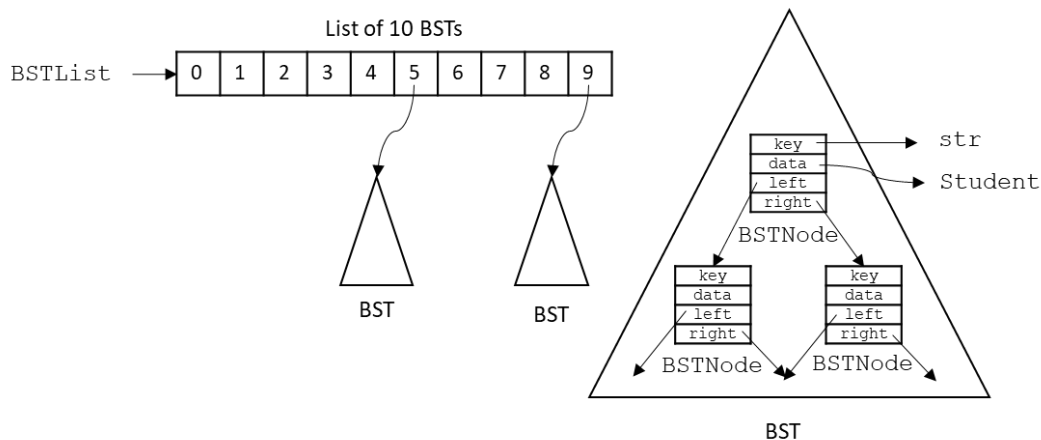 List of 10 BSTs
BSTList
0 1 2 3 4 5 6 7 8 9
BST
BST
key
data
left
right
str
Student
BSTNode
key
data
left
right
BSTNode
key
data
left
right
BSTNode
BST